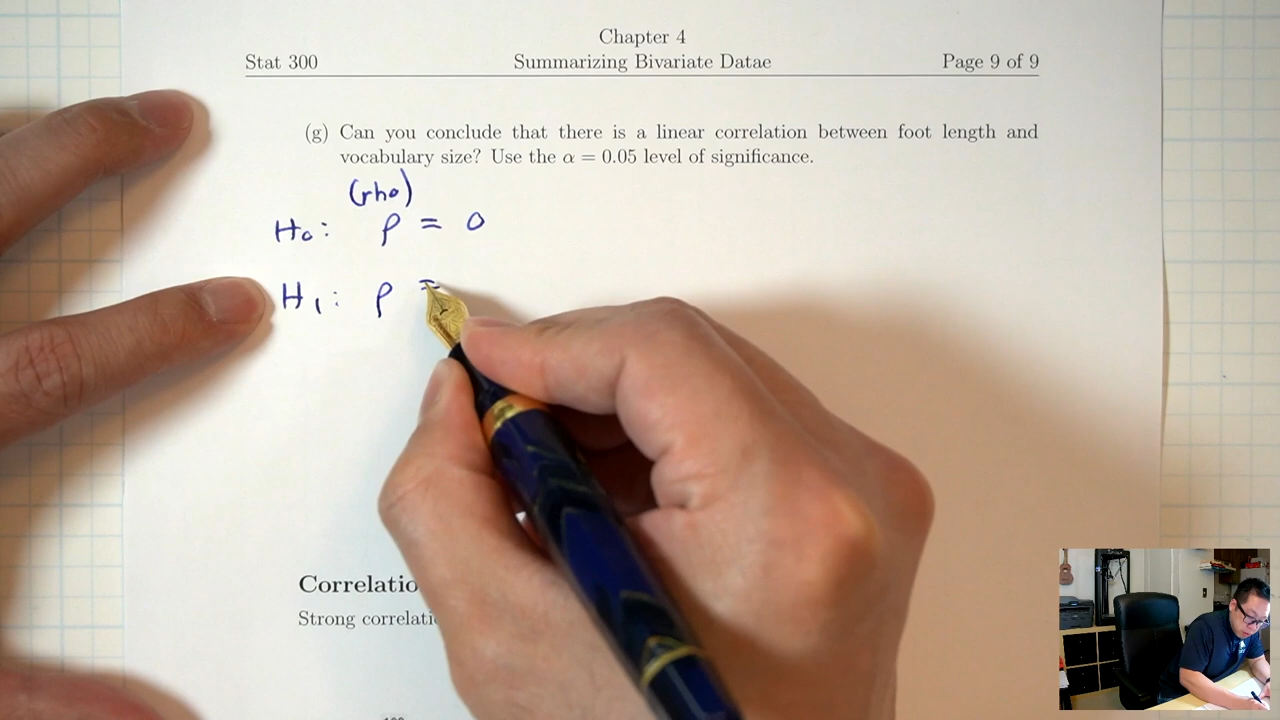 Chapter 4
Stat 300 Summarizing Bivariate Datae Page 9 of 9
(g) Can you conclude that there is a linear correlation between foot length and
vocabulary size? Use the α = 0.05 level of significance.
(rho)
H₀: ρ = 0
H₁: ρ =
Correlatio
Strong correlati